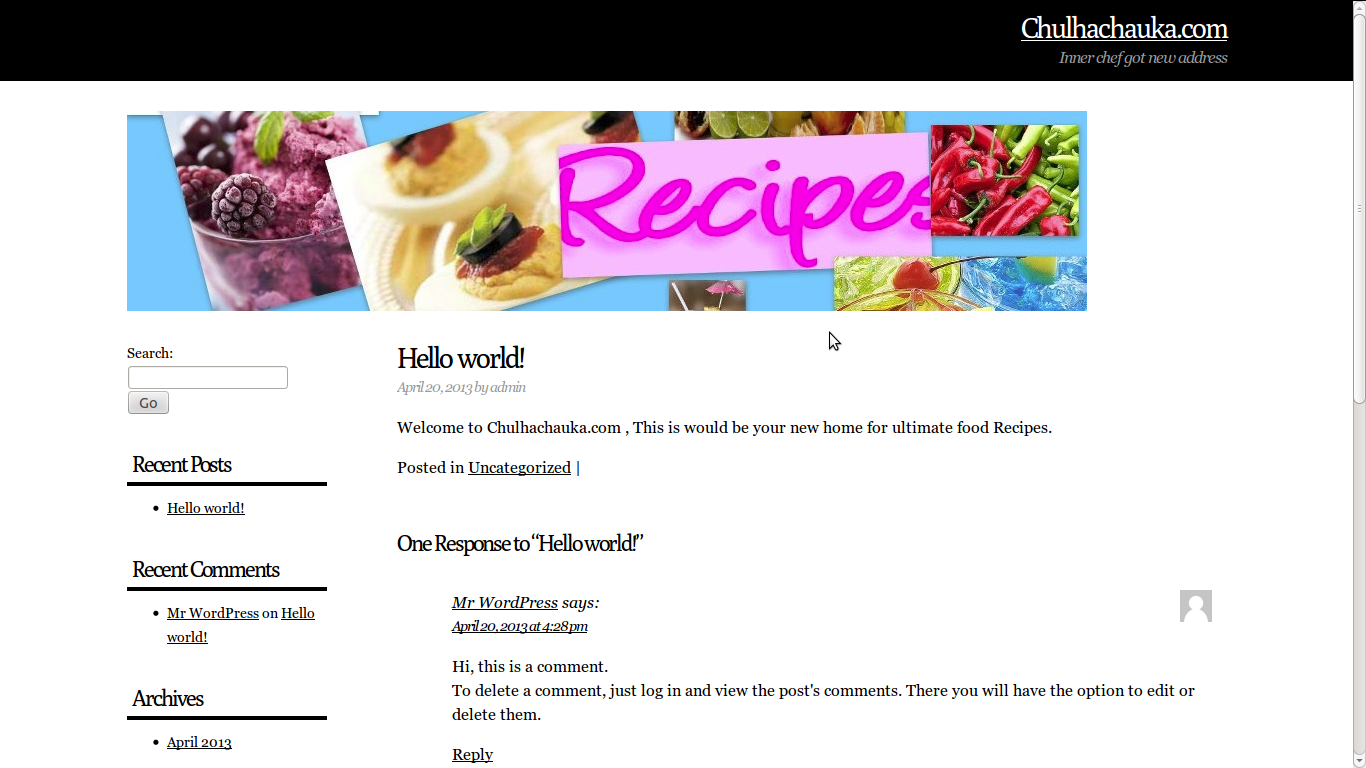 Chulhachauka.com
Inner chef got new address
Recipes
Search:
Go
Recent Posts
Hello world!
Recent Comments
Mr WordPress on Hello
world!
Archives
April 2013
Hello world!
April 20, 2013 by admin
Welcome to Chulhachauka.com , This is would be your new home for ultimate food Recipes.
Posted in Uncategorized |
One Response to “Hello world!”
Mr WordPress says:
April 20, 2013 at 4:28 pm
Hi, this is a comment.
To delete a comment, just log in and view the post's comments. There you will have the option to edit or
delete them.
Reply